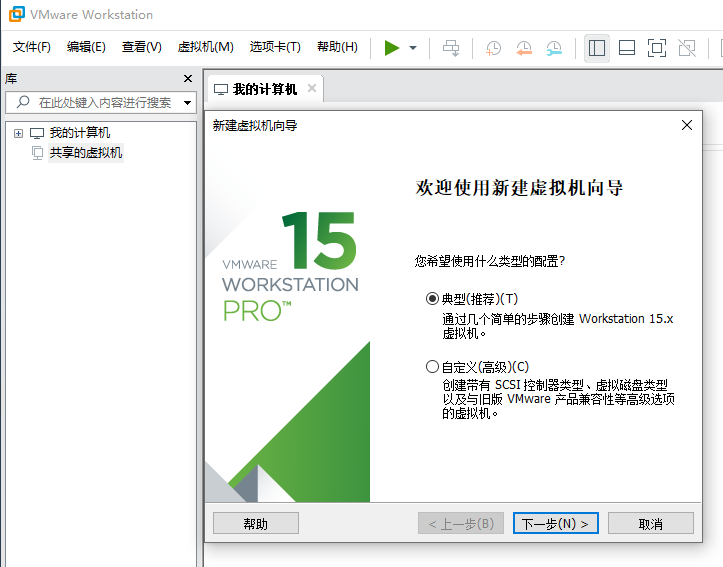 VMware Workstation
文件(F) 编辑(E) 查看(V) 虚拟机(M) 选项卡(T) 帮助(H)
库
在此处键入内容进行搜索
我的计算机
共享的虚拟机
我的计算机
新建虚拟机向导
欢迎使用新建虚拟机向导
15
VMWARE
WORKSTATION
PRO™
您希望使用什么类型的配置?
典型(推荐)(T)
通过几个简单的步骤创建 Workstation 15.x
虚拟机。
自定义(高级)(C)
创建带有 SCSI 控制器类型、虚拟磁盘类型
以及与旧版 VMware 产品兼容性等高级选项
的虚拟机。
帮助
< 上一步(B)
下一步(N) >
取消